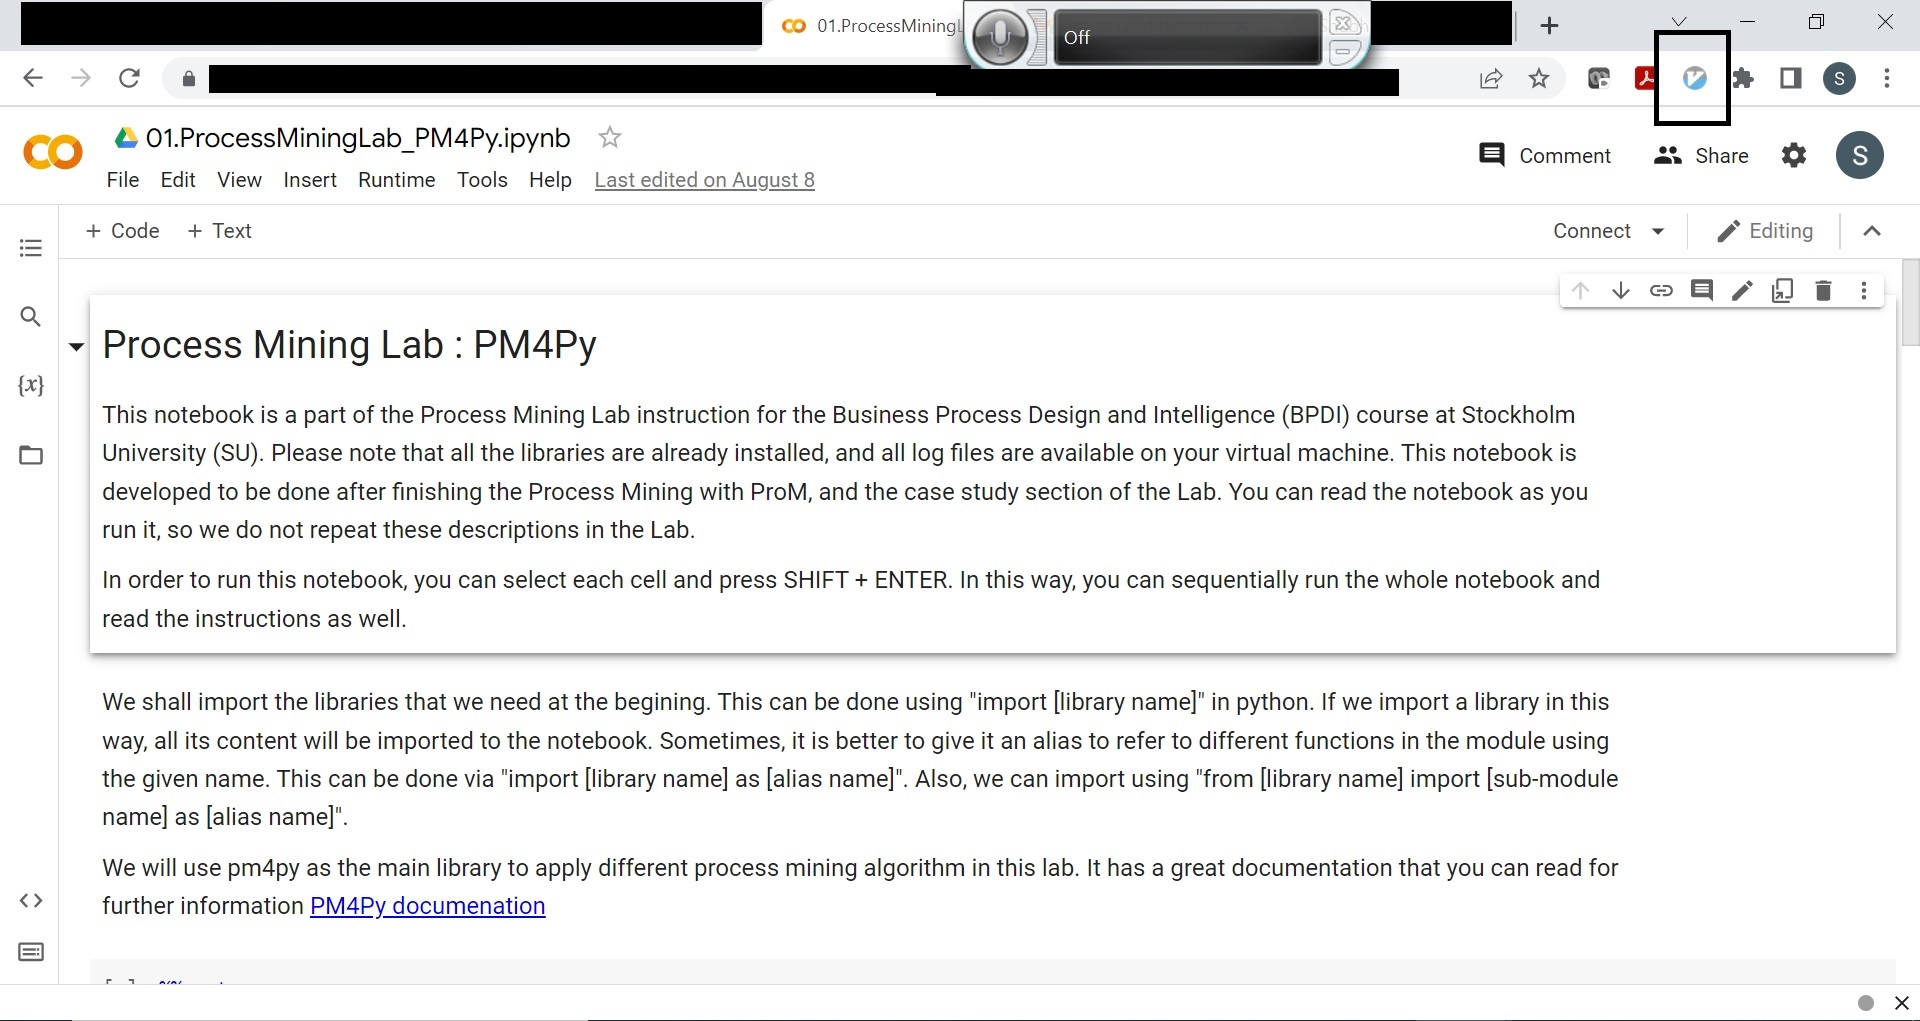 01.ProcessMiningL
Off
S
01.ProcessMiningLab_PM4Py.ipynb
Comment
Share
S
File Edit View Insert Runtime Tools Help Last edited on August 8
+ Code + Text
Connect
Editing
{x}
Process Mining Lab : PM4Py
This notebook is a part of the Process Mining Lab instruction for the Business Process Design and Intelligence (BPDI) course at Stockholm
University (SU). Please note that all the libraries are already installed, and all log files are available on your virtual machine. This notebook is
developed to be done after finishing the Process Mining with ProM, and the case study section of the Lab. You can read the notebook as you
run it, so we do not repeat these descriptions in the Lab.
In order to run this notebook, you can select each cell and press SHIFT + ENTER. In this way, you can sequentially run the whole notebook and
read the instructions as well.
We shall import the libraries that we need at the begining. This can be done using "import [library name]" in python. If we import a library in this
way, all its content will be imported to the notebook. Sometimes, it is better to give it an alias to refer to different functions in the module using
the given name. This can be done via "import [library name] as [alias name]". Also, we can import using "from [library name] import [sub-module
name] as [alias name]".
We will use pm4py as the main library to apply different process mining algorithm in this lab. It has a great documentation that you can read for
further information PM4Py documenation